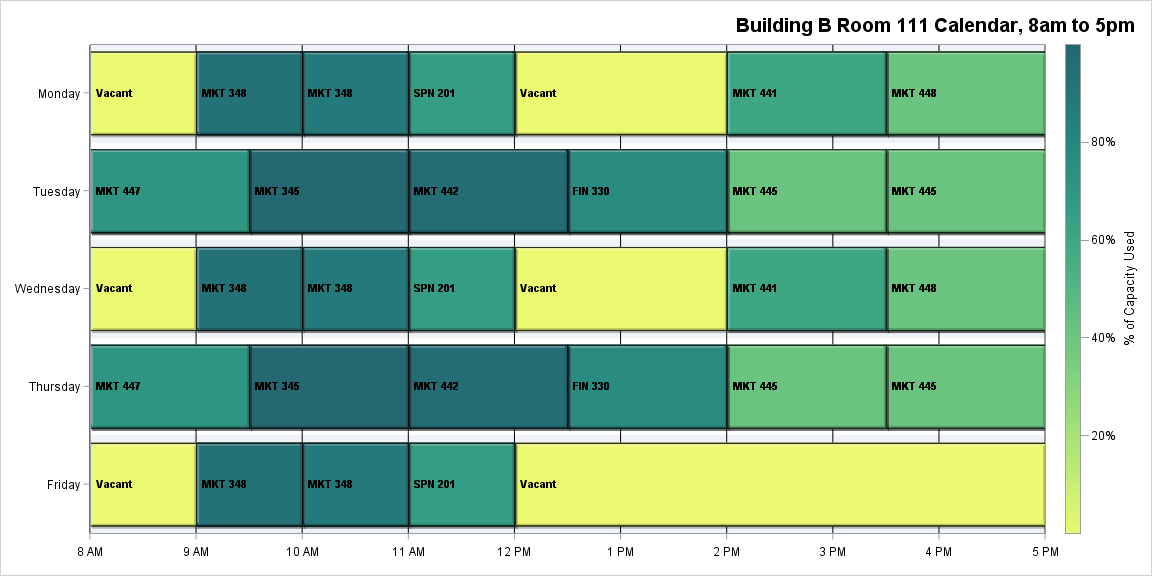 Building B Room 111 Calendar, 8am to 5pm
Monday Vacant MKT 348 MKT 348 SPN 201 Vacant MKT 441 MKT 448
Tuesday MKT 447 MKT 345 MKT 442 FIN 330 MKT 445 MKT 445
Wednesday Vacant MKT 348 MKT 348 SPN 201 Vacant MKT 441 MKT 448
Thursday MKT 447 MKT 345 MKT 442 FIN 330 MKT 445 MKT 445
Friday Vacant MKT 348 MKT 348 SPN 201 Vacant
8 AM 9 AM 10 AM 11 AM 12 PM 1 PM 2 PM 3 PM 4 PM 5 PM
80%
60%
40%
20%
% of Capacity Used